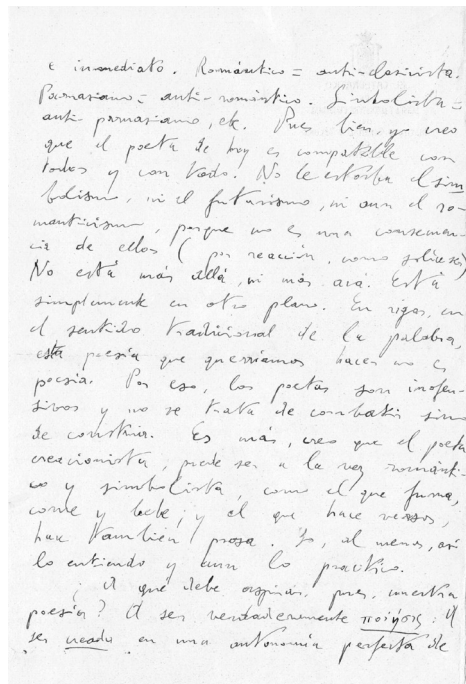 e inmediato. Romántico = anti-clasicista.
Parnasiano = anti-romántico. Simbolista =
anti-parnasiano, etc. Pues bien, yo creo
que el poeta de hoy es compatible con
todos y con todo. No le estorba el sim
bolismo, ni el futurismo, ni aun el ro-
manticismo, porque no es una consecuen-
cia de ellos (por reacción, como solía ser)
No está más allá, ni más acá. Está
simplemente en otro plano. En rigor, en
el sentido tradicional de la palabra,
esta poesía que querríamos hacer no es
poesía. Por eso, los poetas son inofen-
sivos y no se trata de combatir sino
de construir. Es más, creo que el poeta
creacionista, puede ser a la vez románti-
co y simbolista, como el que fuma,
come y bebe; y el que hace versos,
hace también prosa. Yo, al menos, así
lo entiendo y aun lo practico.
¿A qué debe aspirar, pues, nuestra
poesía? A ser verdaderamente ποίησις: A
ser creada en una autonomía perfecta de